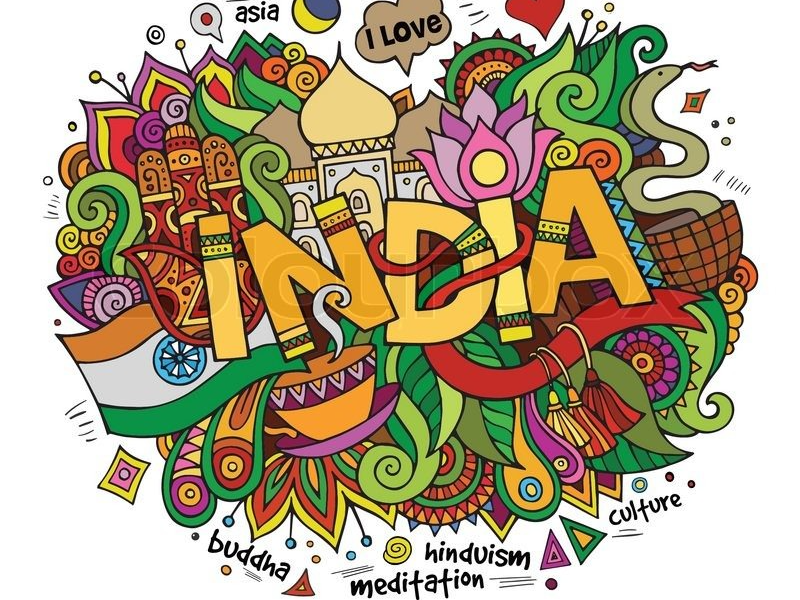 asia
I LOVE
INDIA
buddha
hinduism
meditation
culture